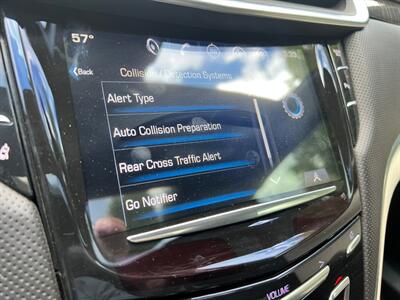 57°
‹Back
Collision / Detection Systems
Alert Type
Auto Collision Preparation
Rear Cross Traffic Alert
Go Notifier
VOLUME